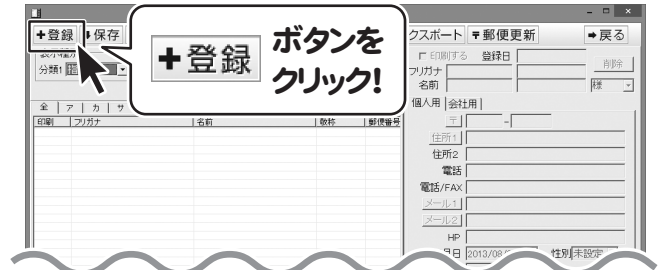 +登録
保存
+登録
ボタンを
クリック!
クスポート
〒郵便更新
➡戻る
印刷する
登録日
削除
フリガナ
名前
様
分類1
全 | ア | カ | サ
個人用 | 会社用
印刷 | フリガナ | 名前 | 敬称 | 郵便番号
〒 -
住所1
住所2
電話
電話/FAX
メール1
メール2
HP
日
2013/08/
性別
未設定